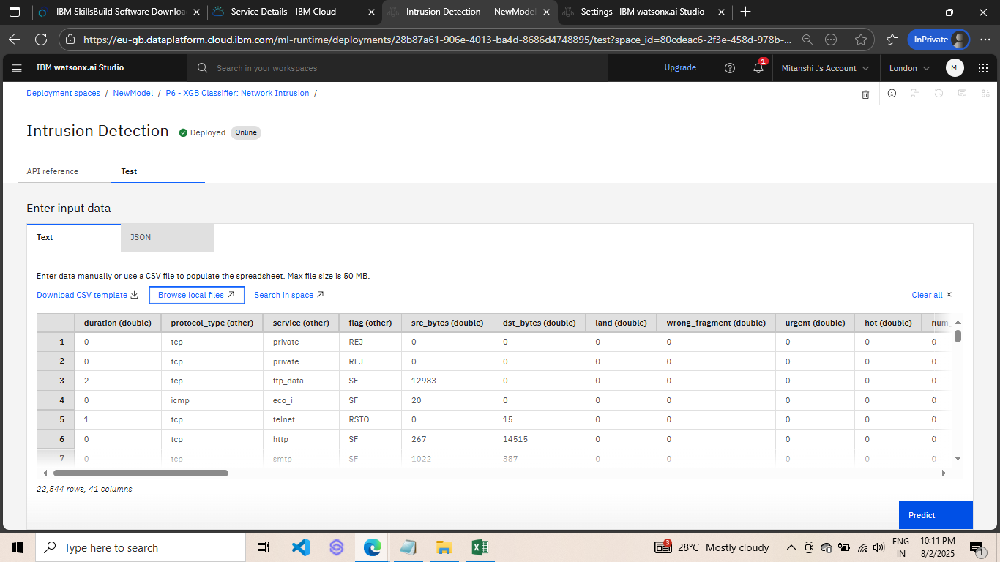 IBM SkillsBuild Software Downloa
Service Details - IBM Cloud
Intrusion Detection — NewModel
Settings | IBM watsonx.ai Studio
https://eu-gb.dataplatform.cloud.ibm.com/ml-runtime/deployments/28b87a61-906e-4013-ba4d-8686d4748895/test?space_id=80cdeac6-2f3e-458d-978b-...
InPrivate
IBM watsonx.ai Studio
Search in your workspaces
Upgrade
1
Mitanshi .'s Account
London
M.
Deployment spaces / NewModel / P6 - XGB Classifier: Network Intrusion /
Intrusion Detection
Deployed
Online
API reference
Test
Enter input data
Text
JSON
Enter data manually or use a CSV file to populate the spreadsheet. Max file size is 50 MB.
Download CSV template
Browse local files
Search in space
Clear all
duration (double) protocol_type (other) service (other) flag (other) src_bytes (double) dst_bytes (double) land (double) wrong_fragment (double) urgent (double) hot (double) num_
1 0 tcp private REJ 0 0 0 0 0 0 0
2 0 tcp private REJ 0 0 0 0 0 0 0
3 2 tcp ftp_data SF 12983 0 0 0 0 0 0
4 0 icmp eco_i SF 20 0 0 0 0 0 0
5 1 tcp telnet RSTO 0 15 0 0 0 0 0
6 0 tcp http SF 267 14515 0 0 0 0 0
7 0 tcp smtp SF 1022 387 0 0 0 0 0
22,544 rows, 41 columns
Predict
Type here to search
3
28°C Mostly cloudy
ENG
IN
10:11 PM
8/2/2025
1